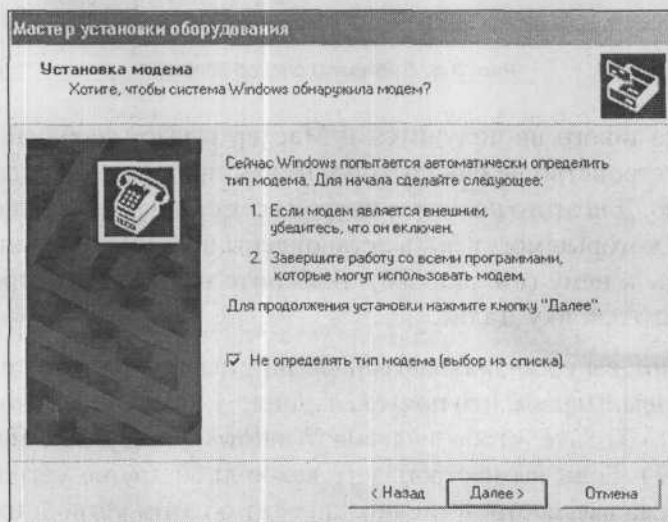 Мастер установки оборудования
Установка модема
Хотите, чтобы система Windows обнаружила модем?
Сейчас Windows попытается автоматически определить
тип модема. Для начала сделайте следующее:
1. Если модем является внешним,
убедитесь, что он включен.
2. Завершите работу со всеми программами,
которые могут использовать модем.
Для продолжения установки нажмите кнопку "Далее".
Не определять тип модема (выбор из списка)
< Назад
Далее >
Отмена